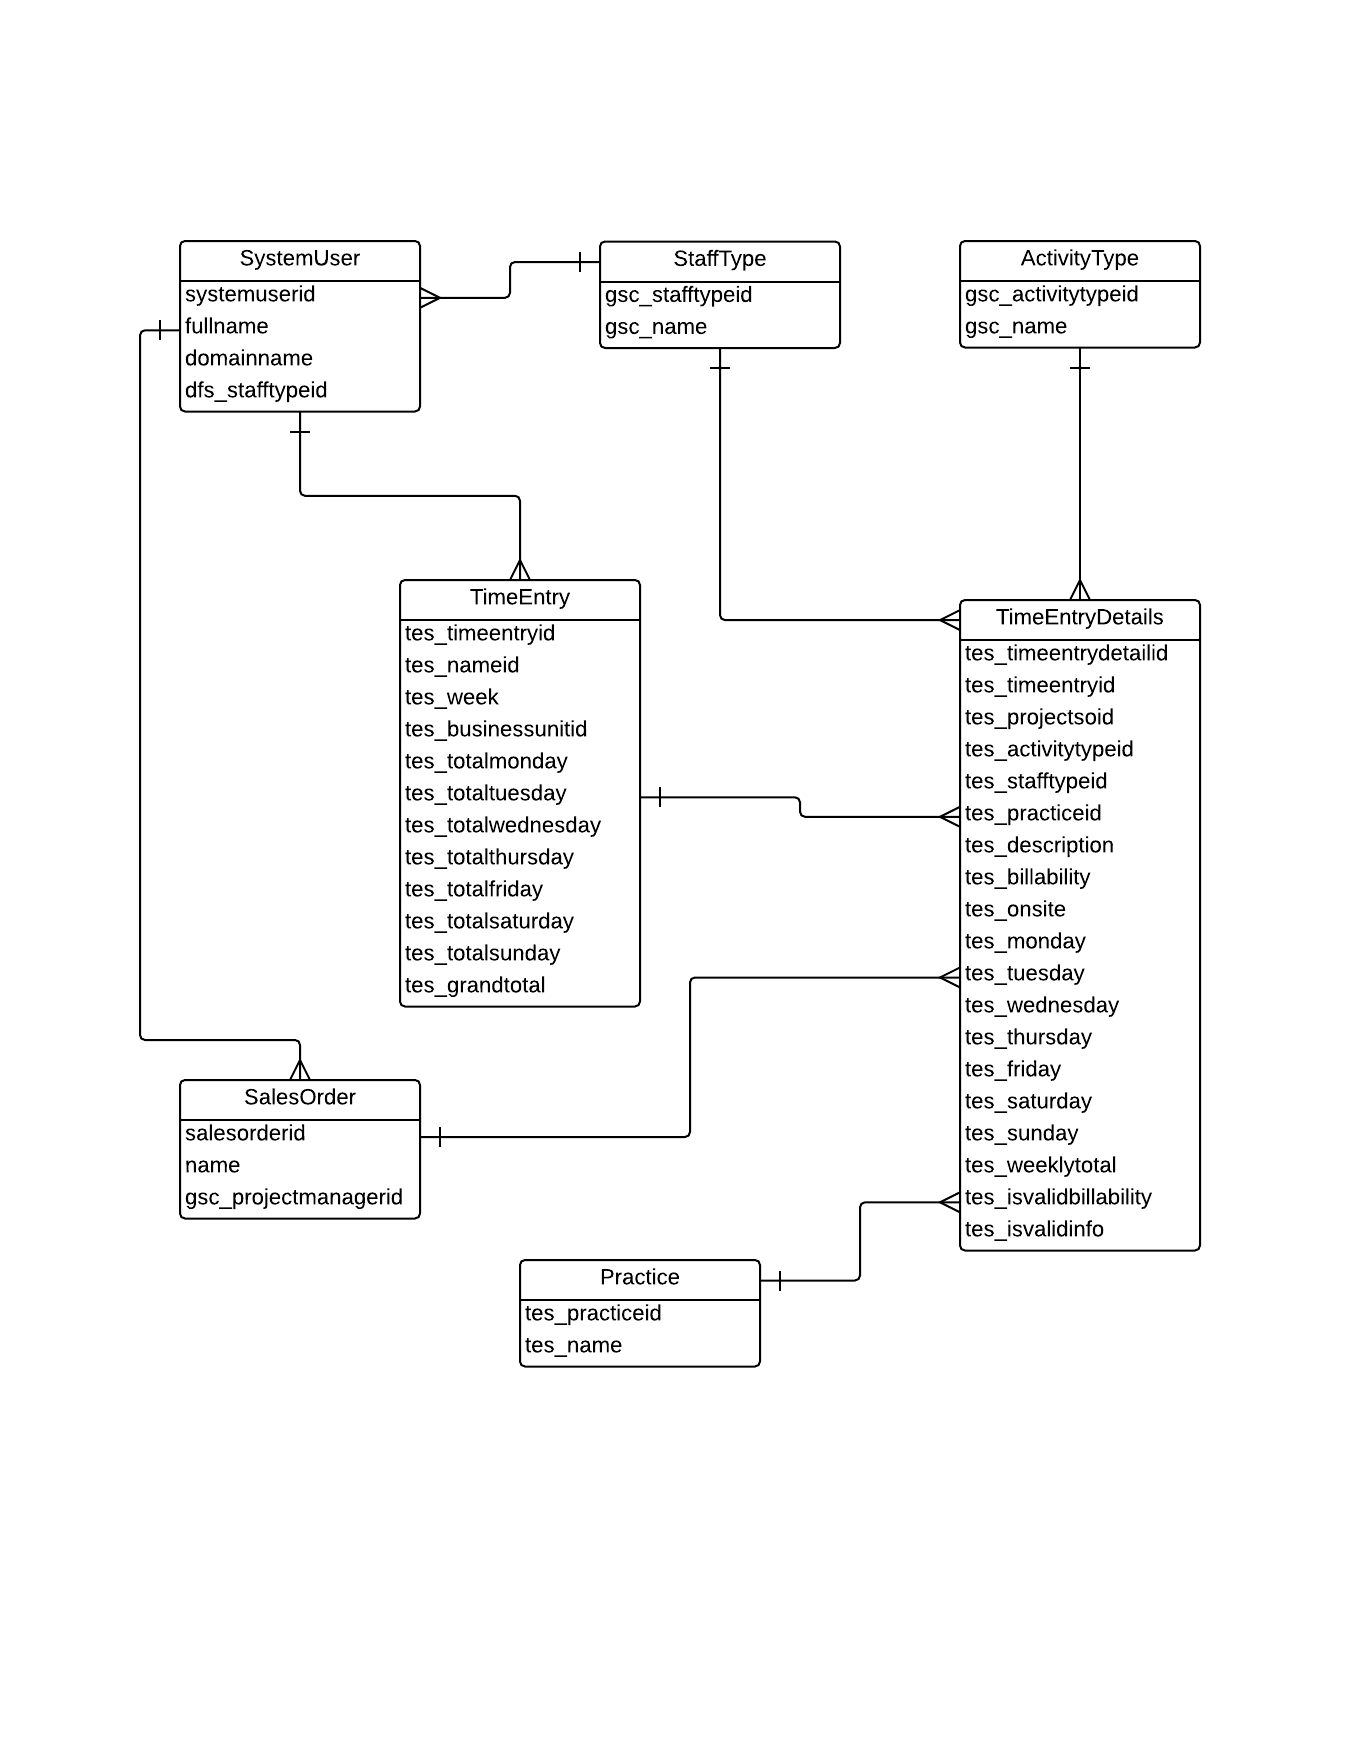 SystemUser
systemuserid
fullname
domainname
dfs_stafftypeid
StaffType
gsc_stafftypeid
gsc_name
ActivityType
gsc_activitytypeid
gsc_name
TimeEntry
tes_timeentryid
tes_nameid
tes_week
tes_businessunitid
tes_totalmonday
tes_totaltuesday
tes_totalwednesday
tes_totalthursday
tes_totalfriday
tes_totalsaturday
tes_totalsunday
tes_grandtotal
TimeEntryDetails
tes_timeentrydetailid
tes_timeentryid
tes_projectsoid
tes_activitytypeid
tes_stafftypeid
tes_practiceid
tes_description
tes_billability
tes_onsite
tes_monday
tes_tuesday
tes_wednesday
tes_thursday
tes_friday
tes_saturday
tes_sunday
tes_weeklytotal
tes_isvalidbillability
tes_isvalidinfo
SalesOrder
salesorderid
name
gsc_projectmanagerid
Practice
tes_practiceid
tes_name